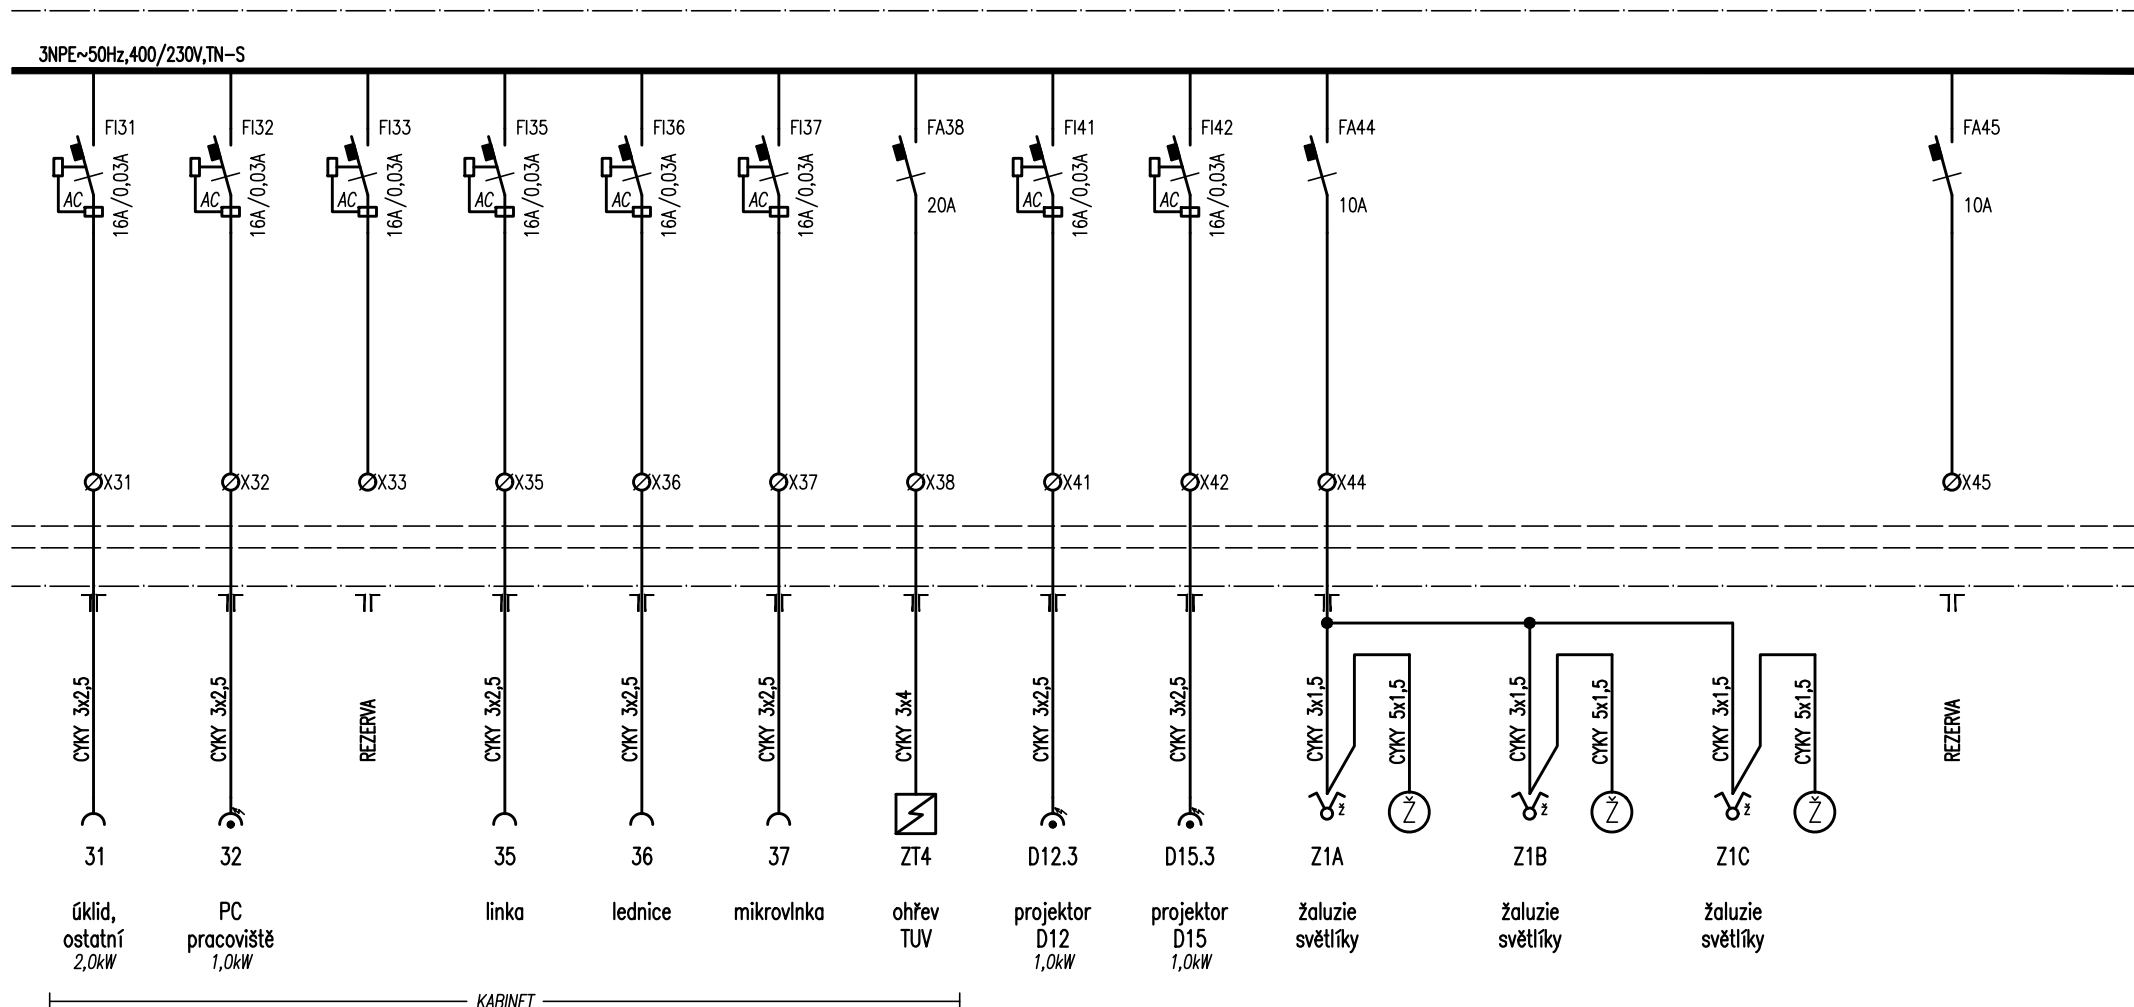 3NPE~50Hz,400/230V,TN-S
FI31 FI32 FI33 FI35 FI36 FI37 FA38 FI41 FI42 FA44 FA45
AC AC AC AC AC AC AC AC
16A/0,03A 16A/0,03A 16A/0,03A 16A/0,03A 16A/0,03A 16A/0,03A 20A 16A/0,03A 16A/0,03A 10A 10A
X31 X32 X33 X35 X36 X37 X38 X41 X42 X44 X45
CYKY 3x2,5 CYKY 3x2,5 REZERVA CYKY 3x2,5 CYKY 3x2,5 CYKY 3x2,5 CYKY 3x4 CYKY 3x2,5 CYKY 3x2,5 CYKY 3x1,5 CYKY 5x1,5 CYKY 3x1,5 CYKY 5x1,5 CYKY 3x1,5 CYKY 5x1,5 REZERVA
ž Ž ž Ž ž Ž
31 32 35 36 37 ZT4 D12.3 D15.3 Z1A Z1B Z1C
úklid, PC linka lednice mikrovlnka ohřev projektor projektor žaluzie žaluzie žaluzie
ostatní pracoviště TUV D12 D15 světlíky světlíky světlíky
2,0kW 1,0kW 1,0kW 1,0kW
KABINET